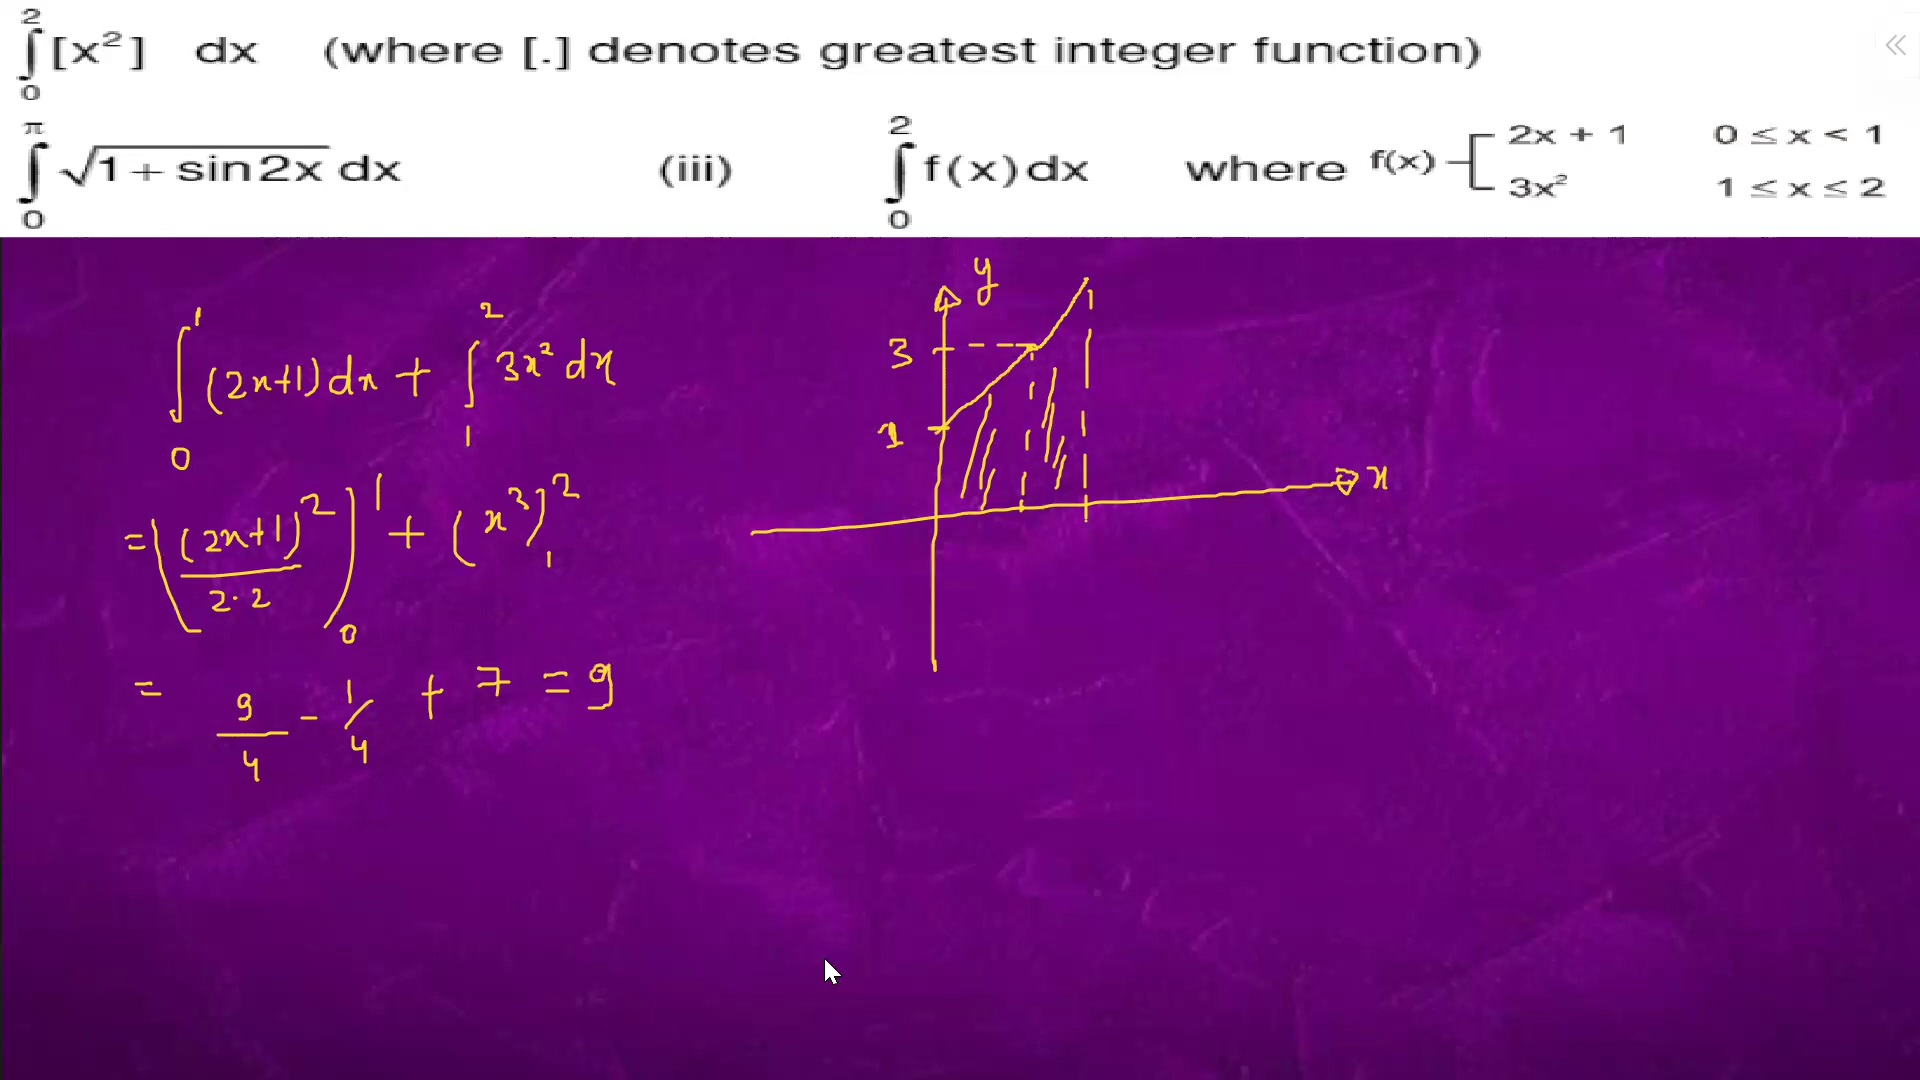 ∫₀² [x²] dx (where [.] denotes greatest integer function)
∫₀^π √(1 + sin2x) dx (iii) ∫₀² f(x) dx where f(x) [ 2x + 1 0 ≤ x < 1
3x² 1 ≤ x ≤ 2
∫₀¹ (2x+1) dx + ∫₁² 3x² dx
= ((2x+1)²/2·2)₀¹ + (x³)₁²
= 9/4 - 1/4 + 7 = 9
y
3
1
x